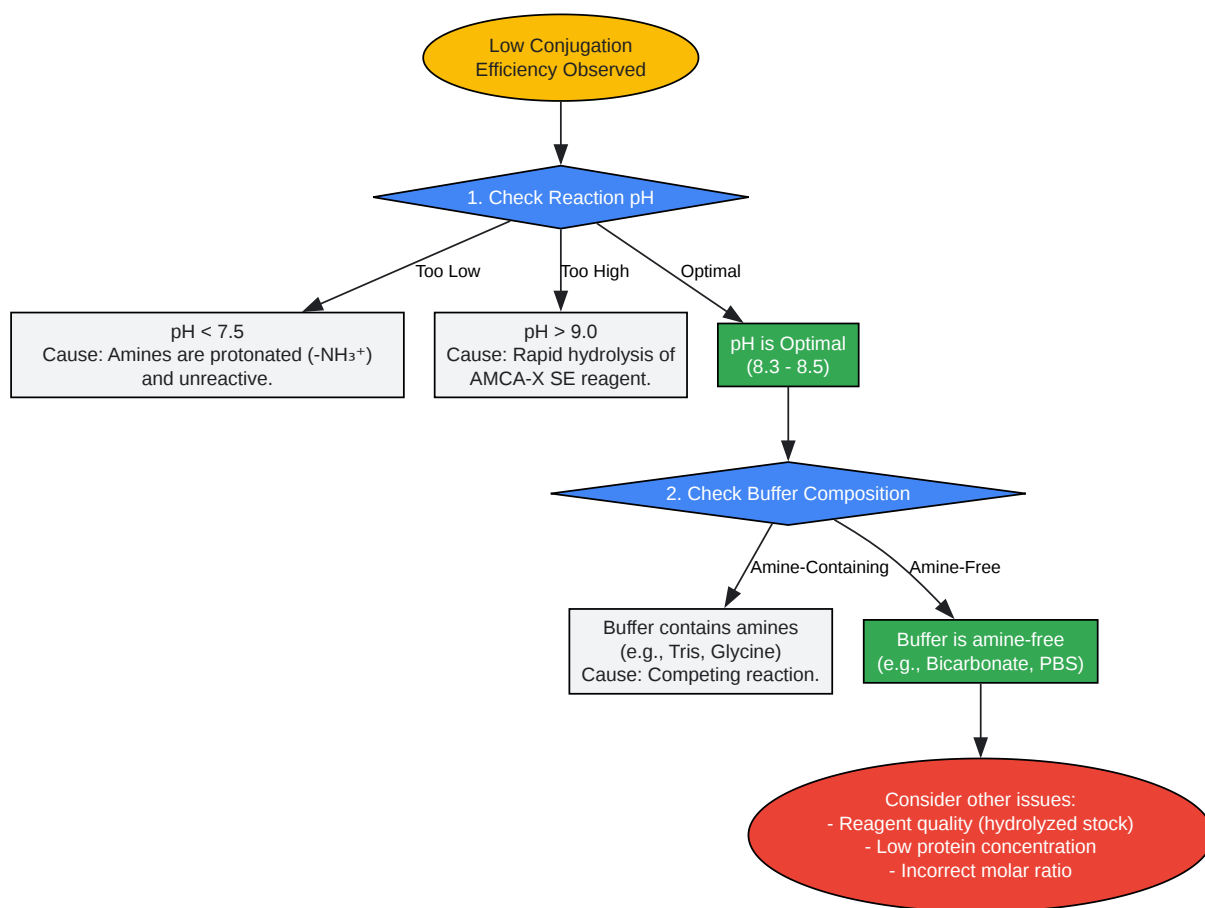 Low Conjugation
Efficiency Observed
1. Check Reaction pH
Too Low
Too High
Optimal
pH < 7.5
Cause: Amines are protonated (-NH₃⁺)
and unreactive.
pH > 9.0
Cause: Rapid hydrolysis of
AMCA-X SE reagent.
pH is Optimal
(8.3 - 8.5)
2. Check Buffer Composition
Amine-Containing
Amine-Free
Buffer contains amines
(e.g., Tris, Glycine)
Cause: Competing reaction.
Buffer is amine-free
(e.g., Bicarbonate, PBS)
Consider other issues:
- Reagent quality (hydrolyzed stock)
- Low protein concentration
- Incorrect molar ratio